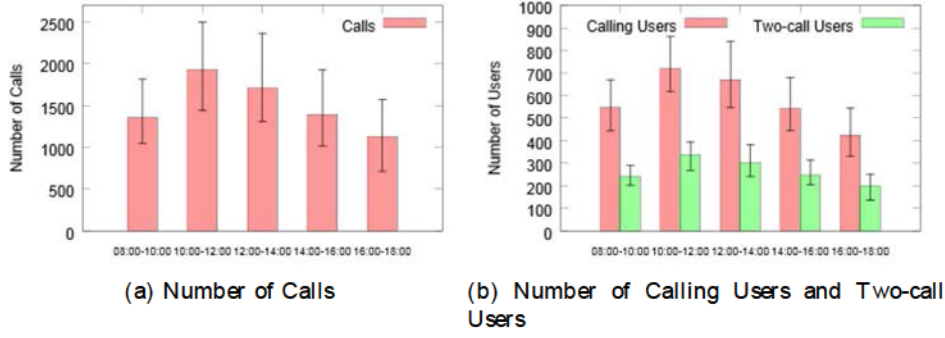 2500
2000
1500
1000
500
0
Number of Calls
Calls
08:00-10:00 10:00-12:00 12:00-14:00 14:00-16:00 16:00-18:00
(a) Number of Calls
1000
900
800
700
600
500
400
300
200
100
0
Number of Users
Calling Users
Two-call Users
08:00-10:00 10:00-12:00 12:00-14:00 14:00-16:00 16:00-18:00
(b) Number of Calling Users and Two-call
Users